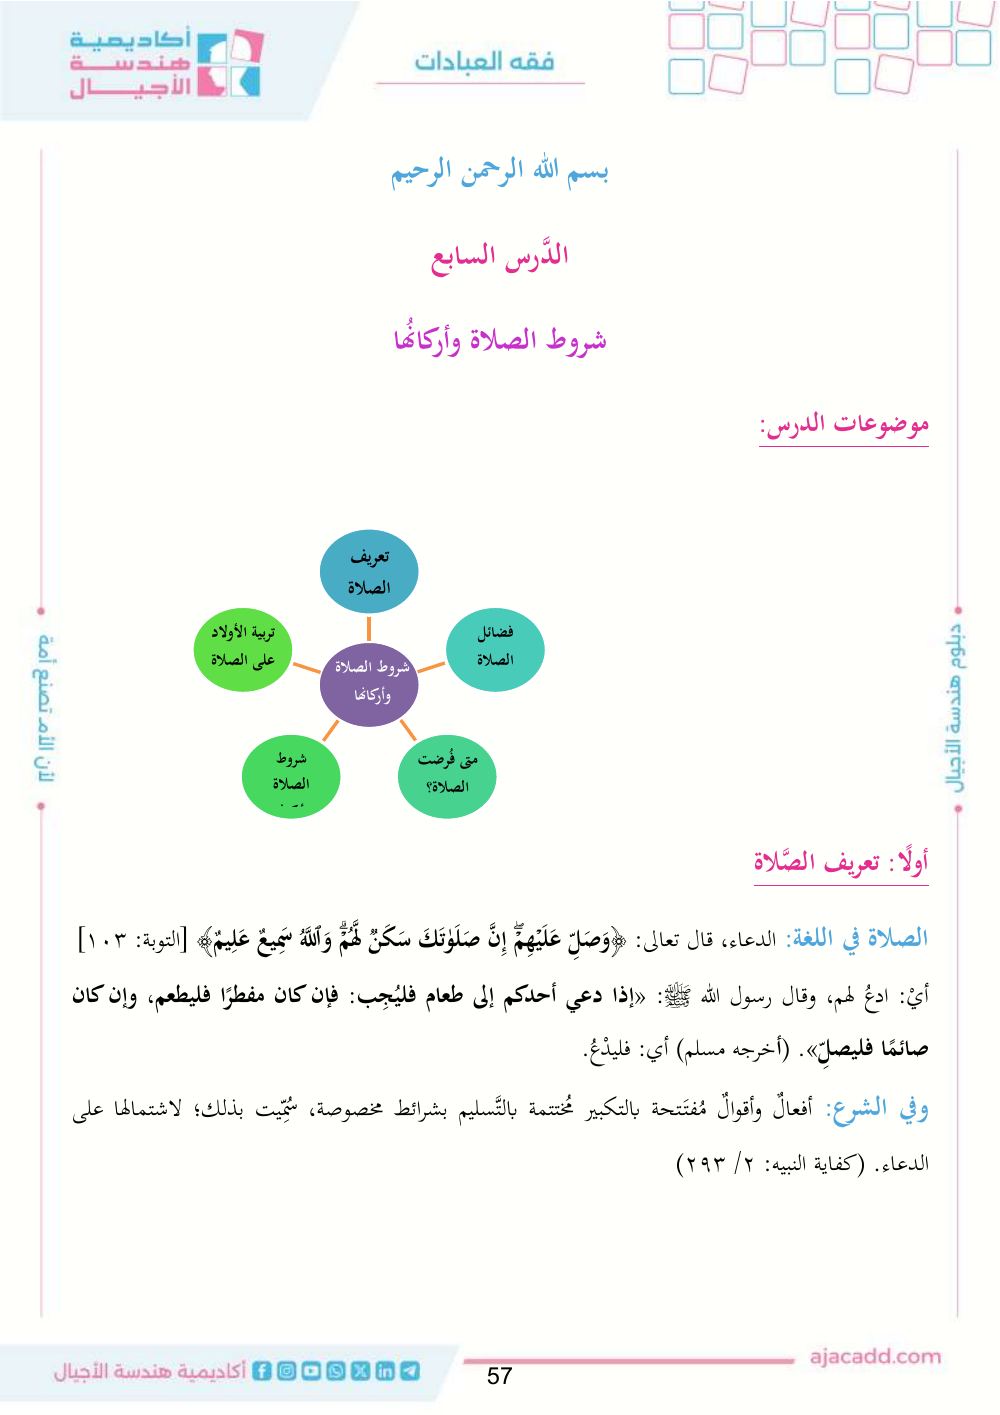 أكاديمية
هندسة
الأجيال
فقه العبادات
بسم الله الرحمن الرحيم
الدَّرس السابع
شروط الصلاة وأركانُها
موضوعات الدرس:
تعريف
الصلاة
فضائل
الصلاة
متى فُرضت
الصلاة؟
شروط
الصلاة
تربية الأولاد
على الصلاة
شروط الصلاة
وأركانها
أولًا: تعريف الصَّلاة
الصلاة في اللغة: الدعاء، قال تعالى: ﴿وَصَلِّ عَلَيْهِمْۖ إِنَّ صَلَوٰتَكَ سَكَنٌ لَّهُمْۗ وَٱللَّهُ سَمِيعٌ عَلِيمٌ﴾ [التوبة: ١٠٣]
أيْ: ادعُ لهم، وقال رسول الله ﷺ: «إذا دعي أحدكم إلى طعام فليُجِب: فإن كان مفطرًا فليطعم، وإن كان
صائمًا فليصلِّ». (أخرجه مسلم) أي: فليدْعُ.
وفي الشرع: أفعالٌ وأقوالٌ مُفتَتحة بالتكبير مُختتمة بالتَّسليم بشرائط مخصوصة، سُمِّيت بذلك؛ لاشتمالها على
الدعاء. (كفاية النبيه: ٢/ ٢٩٣)
دبلوم هندسة الأجيال
لأن الأم تصنع أمة
أكاديمية هندسة الأجيال
57
ajacadd.com